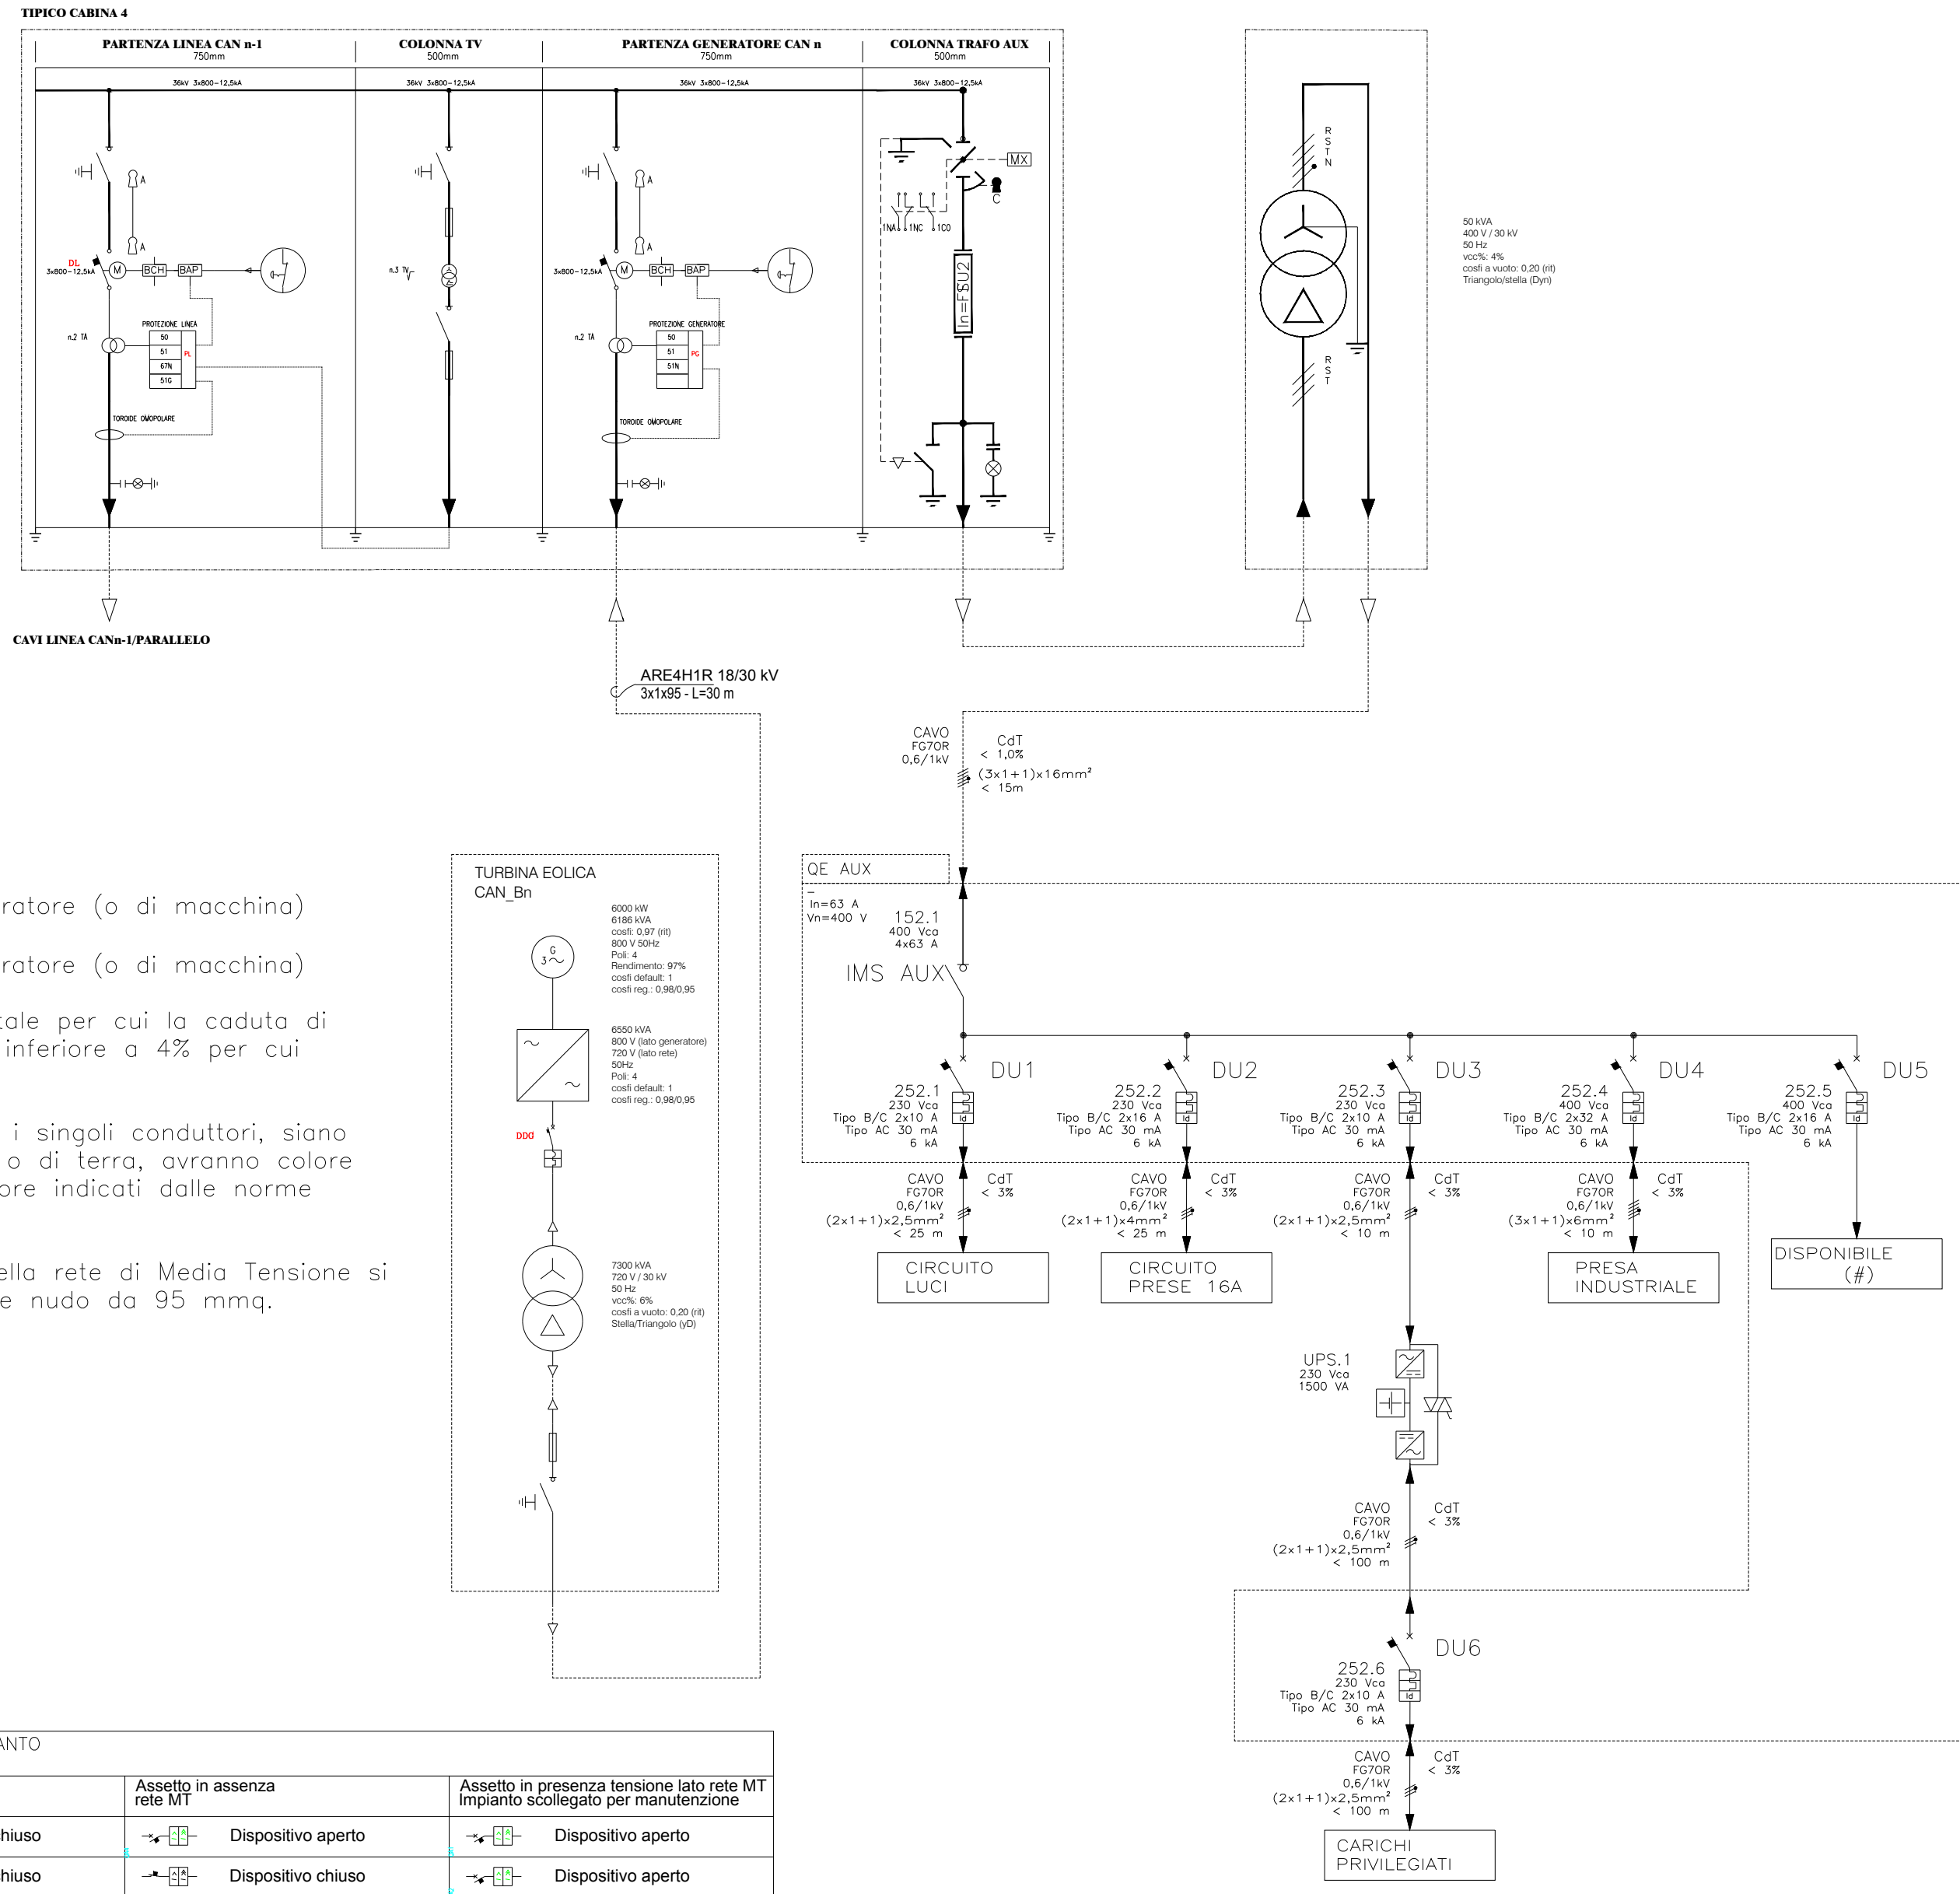 TIPICO CABINA 4
PARTENZA LINEA CAN n-1
750mm
COLONNA TV
500mm
PARTENZA GENERATORE CAN n
750mm
COLONNA TRAFO AUX
500mm
36kV 3x800-12,5kA
36kV 3x800-12,5kA
36kV 3x800-12,5kA
36kV 3x800-12,5kA
A
A
DL
3x800-12,5kA
M
BCH
BAP
PROTEZIONE LINEA
n.2 TA
50
51
67N
51G
PL
TOROIDE OMOPOLARE
n.3 TV
A
A
3x800-12,5kA
M
BCH
BAP
PROTEZIONE GENERATORE
n.2 TA
50
51
51N
PG
TOROIDE OMOPOLARE
MX
C
1NA
1NC
1CO
In=FSU2
R
S
T
N
R
S
T
50 kVA
400 V / 30 kV
50 Hz
vcc%: 4%
cosfi a vuoto: 0,20 (rit)
Triangolo/stella (Dyn)
CAVI LINEA CANn-1/PARALLELO
ARE4H1R 18/30 kV
3x1x95 - L=30 m
CAVO
FG7OR
0,6/1kV
CdT
< 1,0%
(3x1+1)x16mm²
< 15m
ratore (o di macchina)
ratore (o di macchina)
tale per cui la caduta di
inferiore a 4% per cui
i singoli conduttori, siano
o di terra, avranno colore
ore indicati dalle norme
ella rete di Media Tensione si
e nudo da 95 mmq.
TURBINA EOLICA
CAN_Bn
G
3
6000 kW
6186 kVA
cosfi: 0,97 (rit)
800 V 50Hz
Poli: 4
Rendimento: 97%
cosfi default: 1
cosfi reg.: 0,98/0,95
6550 kVA
800 V (lato generatore)
720 V (lato rete)
50Hz
Poli: 4
cosfi default: 1
cosfi reg.: 0,98/0,95
DDG
7300 kVA
720 V / 30 kV
50 Hz
vcc%: 6%
cosfi a vuoto: 0,20 (rit)
Stella/Triangolo (yD)
QE AUX
In=63 A
Vn=400 V
152.1
400 Vca
4x63 A
IMS AUX
DU1
252.1
230 Vca
Tipo B/C 2x10 A
Tipo AC 30 mA
6 kA
Id
DU2
252.2
230 Vca
Tipo B/C 2x16 A
Tipo AC 30 mA
6 kA
Id
DU3
252.3
230 Vca
Tipo B/C 2x10 A
Tipo AC 30 mA
6 kA
Id
DU4
252.4
400 Vca
Tipo B/C 2x32 A
Tipo AC 30 mA
6 kA
Id
DU5
252.5
400 Vca
Tipo B/C 2x16 A
Tipo AC 30 mA
6 kA
Id
CAVO
FG7OR
0,6/1kV
(2x1+1)x2,5mm²
< 25 m
CdT
< 3%
CAVO
FG7OR
0,6/1kV
(2x1+1)x4mm²
< 25 m
CdT
< 3%
CAVO
FG7OR
0,6/1kV
(2x1+1)x2,5mm²
< 10 m
CdT
< 3%
CAVO
FG7OR
0,6/1kV
(3x1+1)x6mm²
< 10 m
CdT
< 3%
CIRCUITO
LUCI
CIRCUITO
PRESE 16A
PRESA
INDUSTRIALE
DISPONIBILE
(#)
UPS.1
230 Vca
1500 VA
CAVO
FG7OR
0,6/1kV
(2x1+1)x2,5mm²
< 100 m
CdT
< 3%
DU6
252.6
230 Vca
Tipo B/C 2x10 A
Tipo AC 30 mA
6 kA
Id
CAVO
FG7OR
0,6/1kV
(2x1+1)x2,5mm²
< 100 m
CdT
< 3%
CARICHI
PRIVILEGIATI
ANTO
Assetto in assenza
rete MT
Assetto in presenza tensione lato rete MT
Impianto scollegato per manutenzione
hiuso
Dispositivo aperto
Dispositivo aperto
hiuso
Dispositivo chiuso
Dispositivo aperto